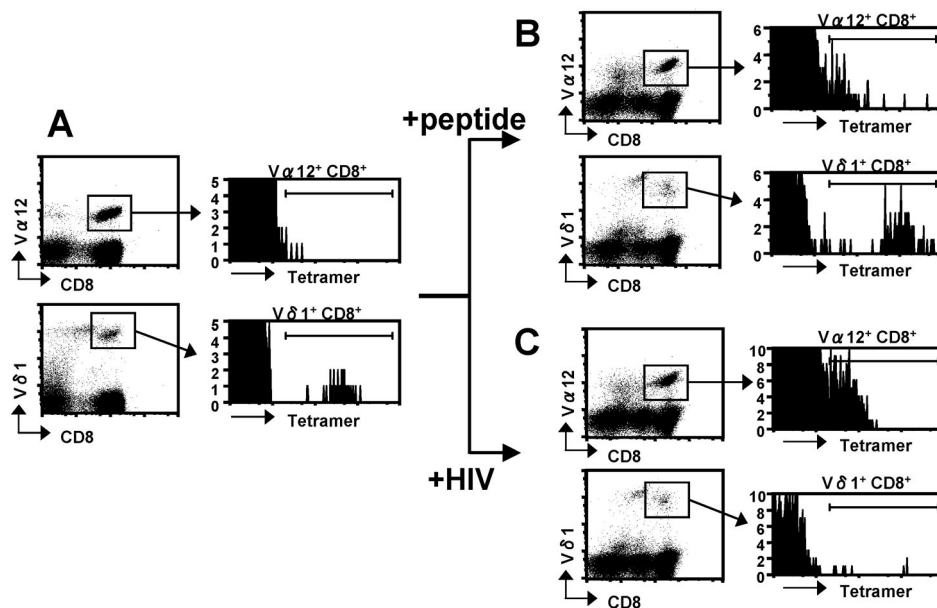 A
Vα12
CD8
Vα12⁺ CD8⁺
5
4
3
2
1
0
Tetramer
Vδ1
CD8
Vδ1⁺ CD8⁺
5
4
3
2
1
0
Tetramer
+peptide
+HIV
B
Vα12
CD8
Vα12⁺ CD8⁺
6
4
2
0
Tetramer
Vδ1
CD8
Vδ1⁺ CD8⁺
6
4
2
0
Tetramer
C
Vα12
CD8
Vα12⁺ CD8⁺
10
8
6
4
2
0
Tetramer
Vδ1
CD8
Vδ1⁺ CD8⁺
10
8
6
4
2
0
Tetramer